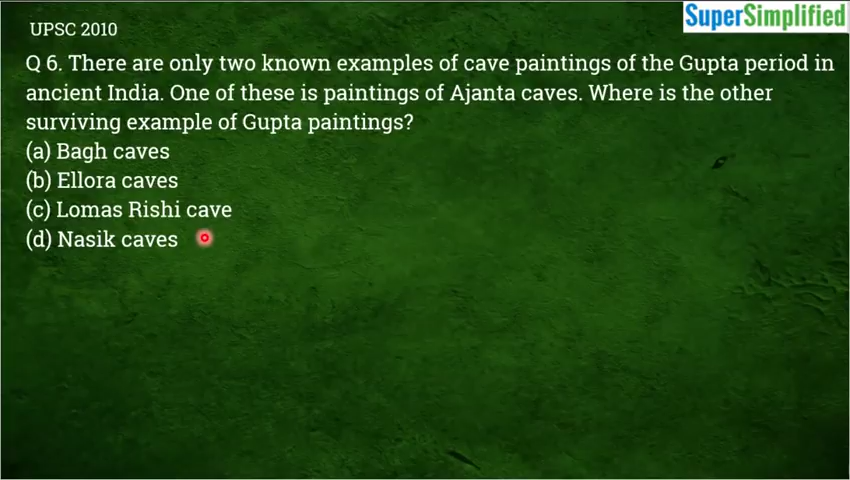 SuperSimplified
UPSC 2010
Q 6. There are only two known examples of cave paintings of the Gupta period in
ancient India. One of these is paintings of Ajanta caves. Where is the other
surviving example of Gupta paintings?
(a) Bagh caves
(b) Ellora caves
(c) Lomas Rishi cave
(d) Nasik caves